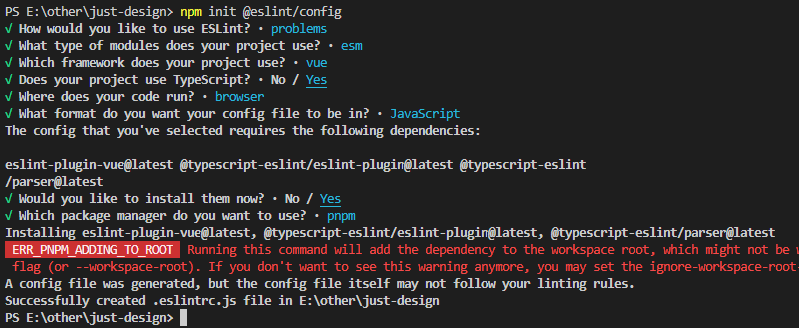 PS E:\other\just-design> npm init @eslint/config
√ How would you like to use ESLint? · problems
√ What type of modules does your project use? · esm
√ Which framework does your project use? · vue
√ Does your project use TypeScript? · No / Yes
√ Where does your code run? · browser
√ What format do you want your config file to be in? · JavaScript
The config that you've selected requires the following dependencies:
eslint-plugin-vue@latest @typescript-eslint/eslint-plugin@latest @typescript-eslint
/parser@latest
√ Would you like to install them now? · No / Yes
√ Which package manager do you want to use? · pnpm
Installing eslint-plugin-vue@latest, @typescript-eslint/eslint-plugin@latest, @typescript-eslint/parser@latest
ERR_PNPM_ADDING_TO_ROOT Running this command will add the dependency to the workspace root, which might not be w
flag (or --workspace-root). If you don't want to see this warning anymore, you may set the ignore-workspace-root-
A config file was generated, but the config file itself may not follow your linting rules.
Successfully created .eslintrc.js file in E:\other\just-design
PS E:\other\just-design>